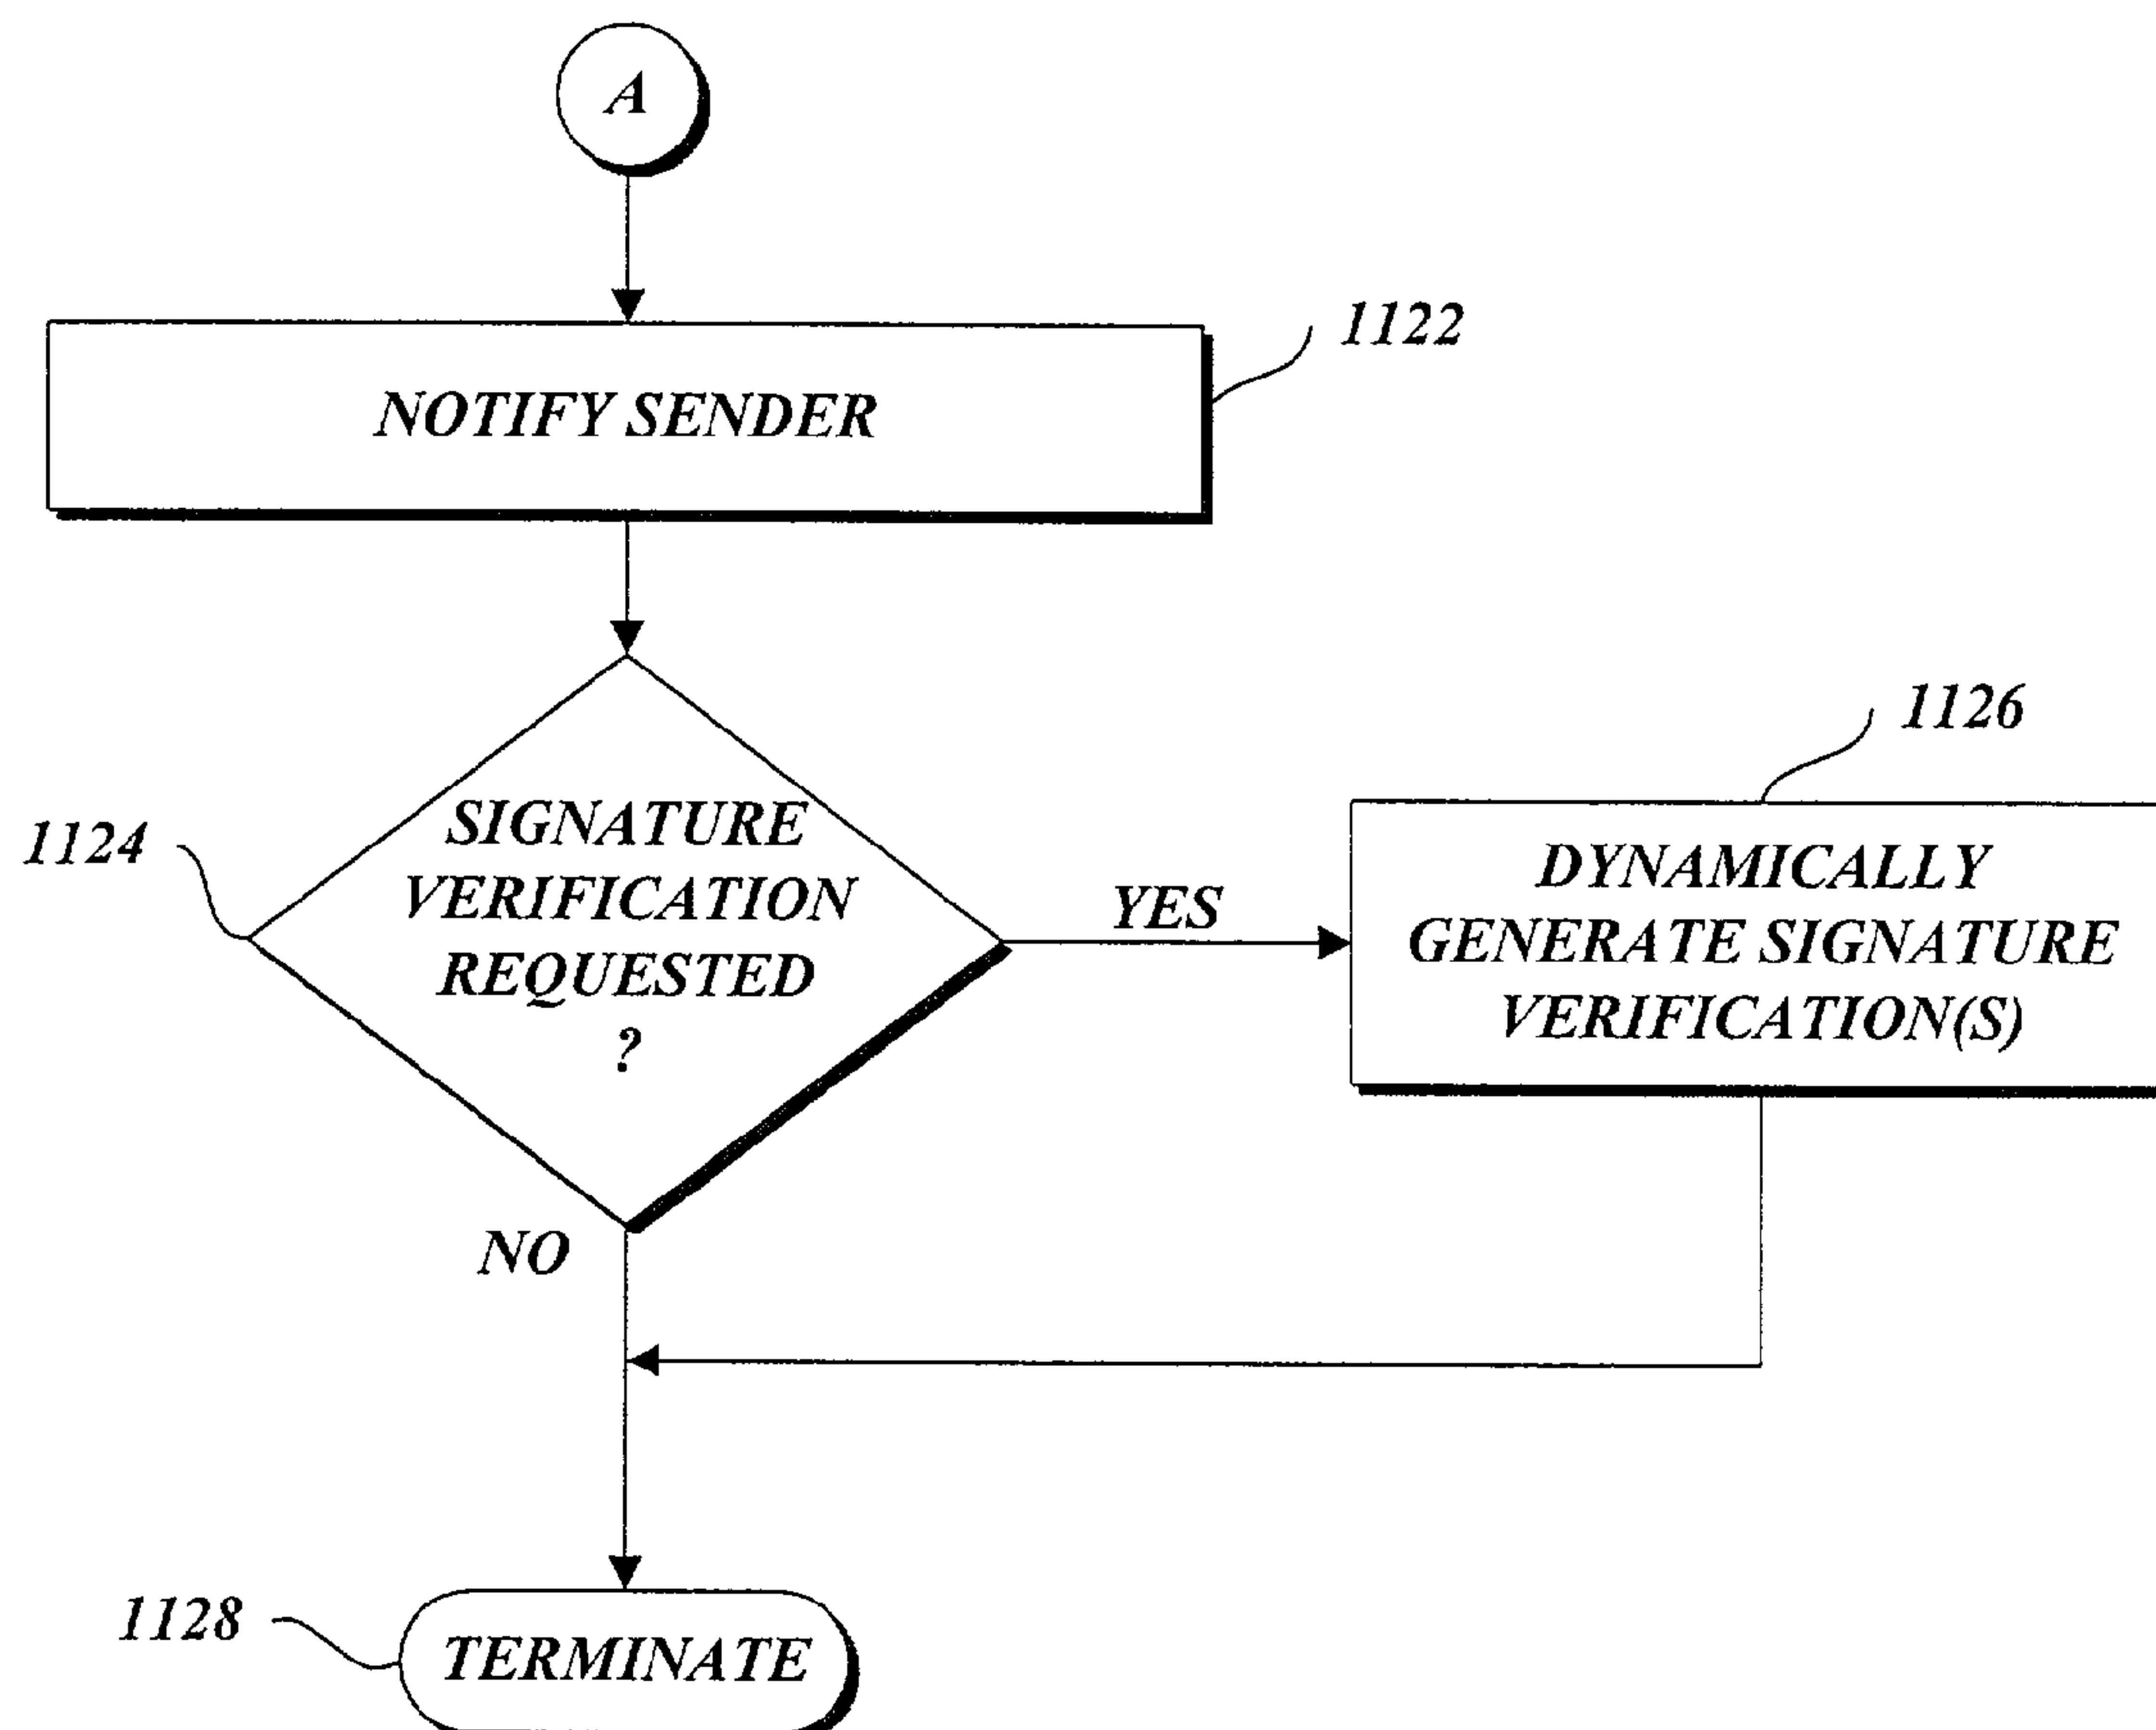 A
1122
NOTIFY SENDER
1126
1124
SIGNATURE
VERIFICATION
REQUESTED
?
YES
DYNAMICALLY
GENERATE SIGNATURE
VERIFICATION(S)
NO
1128
TERMINATE